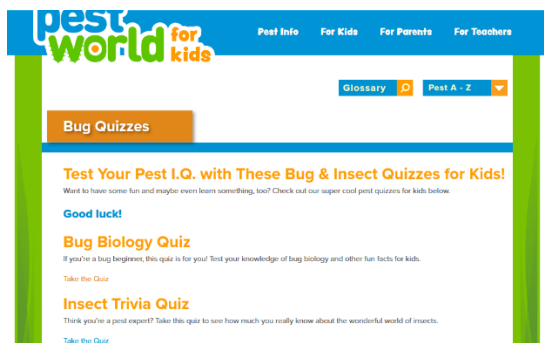 pest
world for kids
Pest Info For Kids For Parents For Teachers
Glossary Pest A - Z
Bug Quizzes
Test Your Pest I.Q. with These Bug & Insect Quizzes for Kids!
Want to have some fun and maybe even learn something, too? Check out our super cool pest quizzes for kids below.
Good luck!
Bug Biology Quiz
If you're a bug beginner, this quiz is for you! Test your knowledge of bug biology and other fun facts for kids.
Take the Quiz
Insect Trivia Quiz
Think you're a pest expert? Take this quiz to see how much you really know about the wonderful world of insects.
Take the Quiz